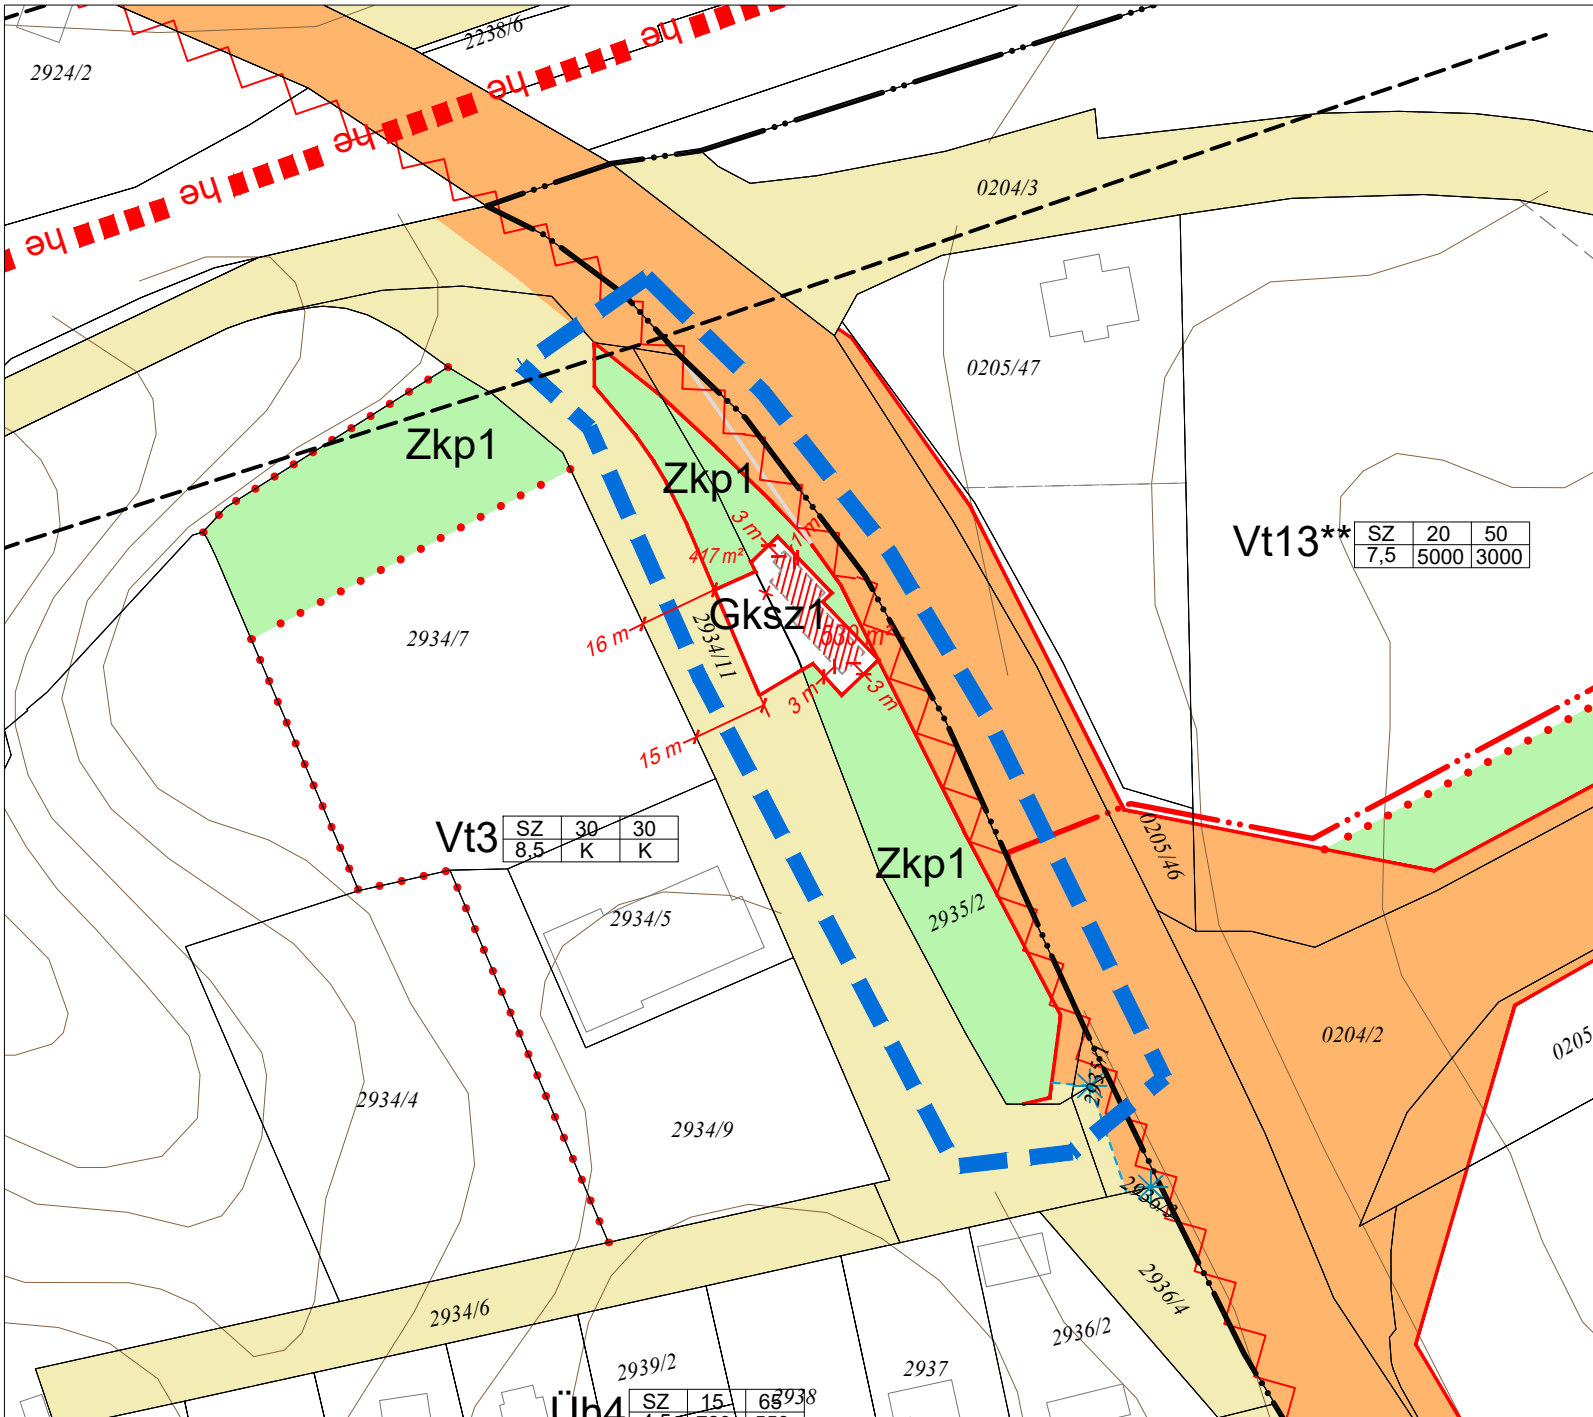 2238/6
2924/2
he
he
he
he
he
he
0204/3
0205/47
Zkp1
Zkp1
3 m
1 m
417 m²
Vt13**
SZ 20 50
7,5 5000 3000
Gksz1
530 m²
2934/7
16 m
2934/11
3 m
3 m
15 m
Vt3
SZ 30 30
8,5 K K
Zkp1
2935/2
0205/46
2934/5
0204/2
0205
2934/4
2934/9
2936/4
2934/6
2936/2
2939/2
2937
2938
Üh4
SZ 15 65